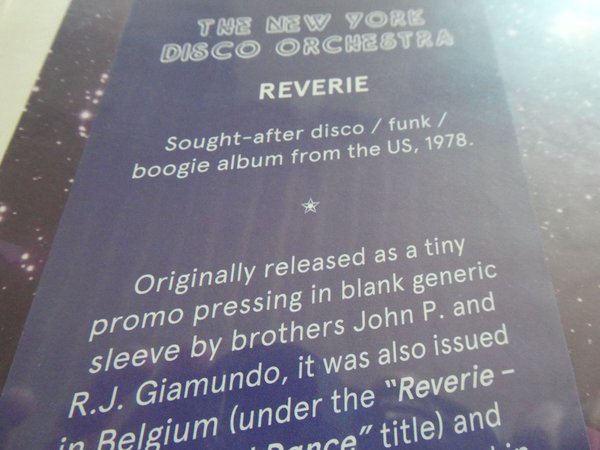 THE NEW YORK
DISCO ORCHESTRA
REVERIE
Sought-after disco / funk /
boogie album from the US, 1978.
Originally released as a tiny
promo pressing in blank generic
sleeve by brothers John P. and
R.J. Giamundo, it was also issued
in Belgium (under the "Reverie –
Dance" title) and